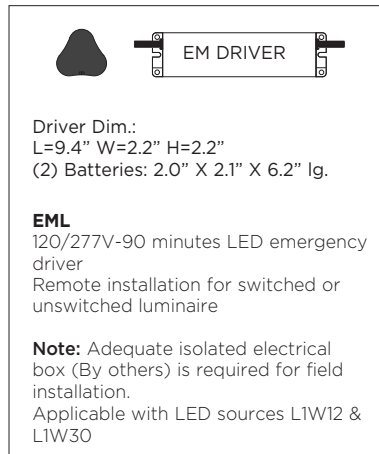 EM DRIVER
Driver Dim.:
L=9.4” W=2.2” H=2.2”
(2) Batteries: 2.0” X 2.1” X 6.2” lg.
EML
120/277V-90 minutes LED emergency
driver
Remote installation for switched or
unswitched luminaire
Note: Adequate isolated electrical
box (By others) is required for field
installation.
Applicable with LED sources L1W12 &
L1W30